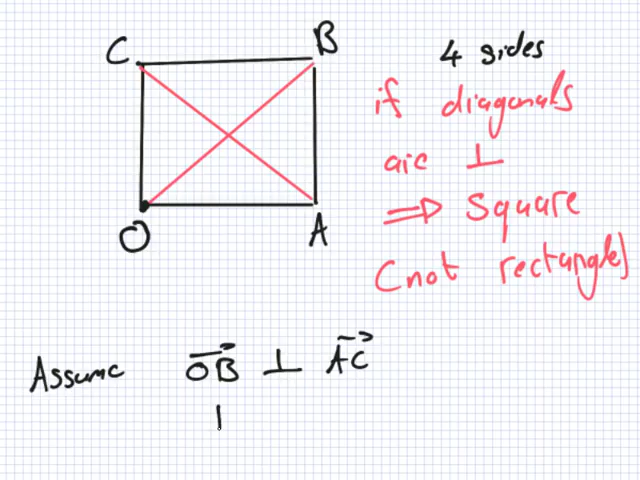 C
B
O
A
4 sides
if diagonals
are ⊥
⇒ Square
(not rectangle)
Assume OB ⊥ AC